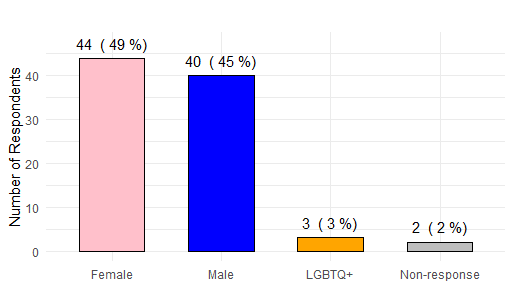 44 ( 49 %)
40 ( 45 %)
3 ( 3 %)
2 ( 2 %)
Number of Respondents
40
30
20
10
0
Female
Male
LGBTQ+
Non-response